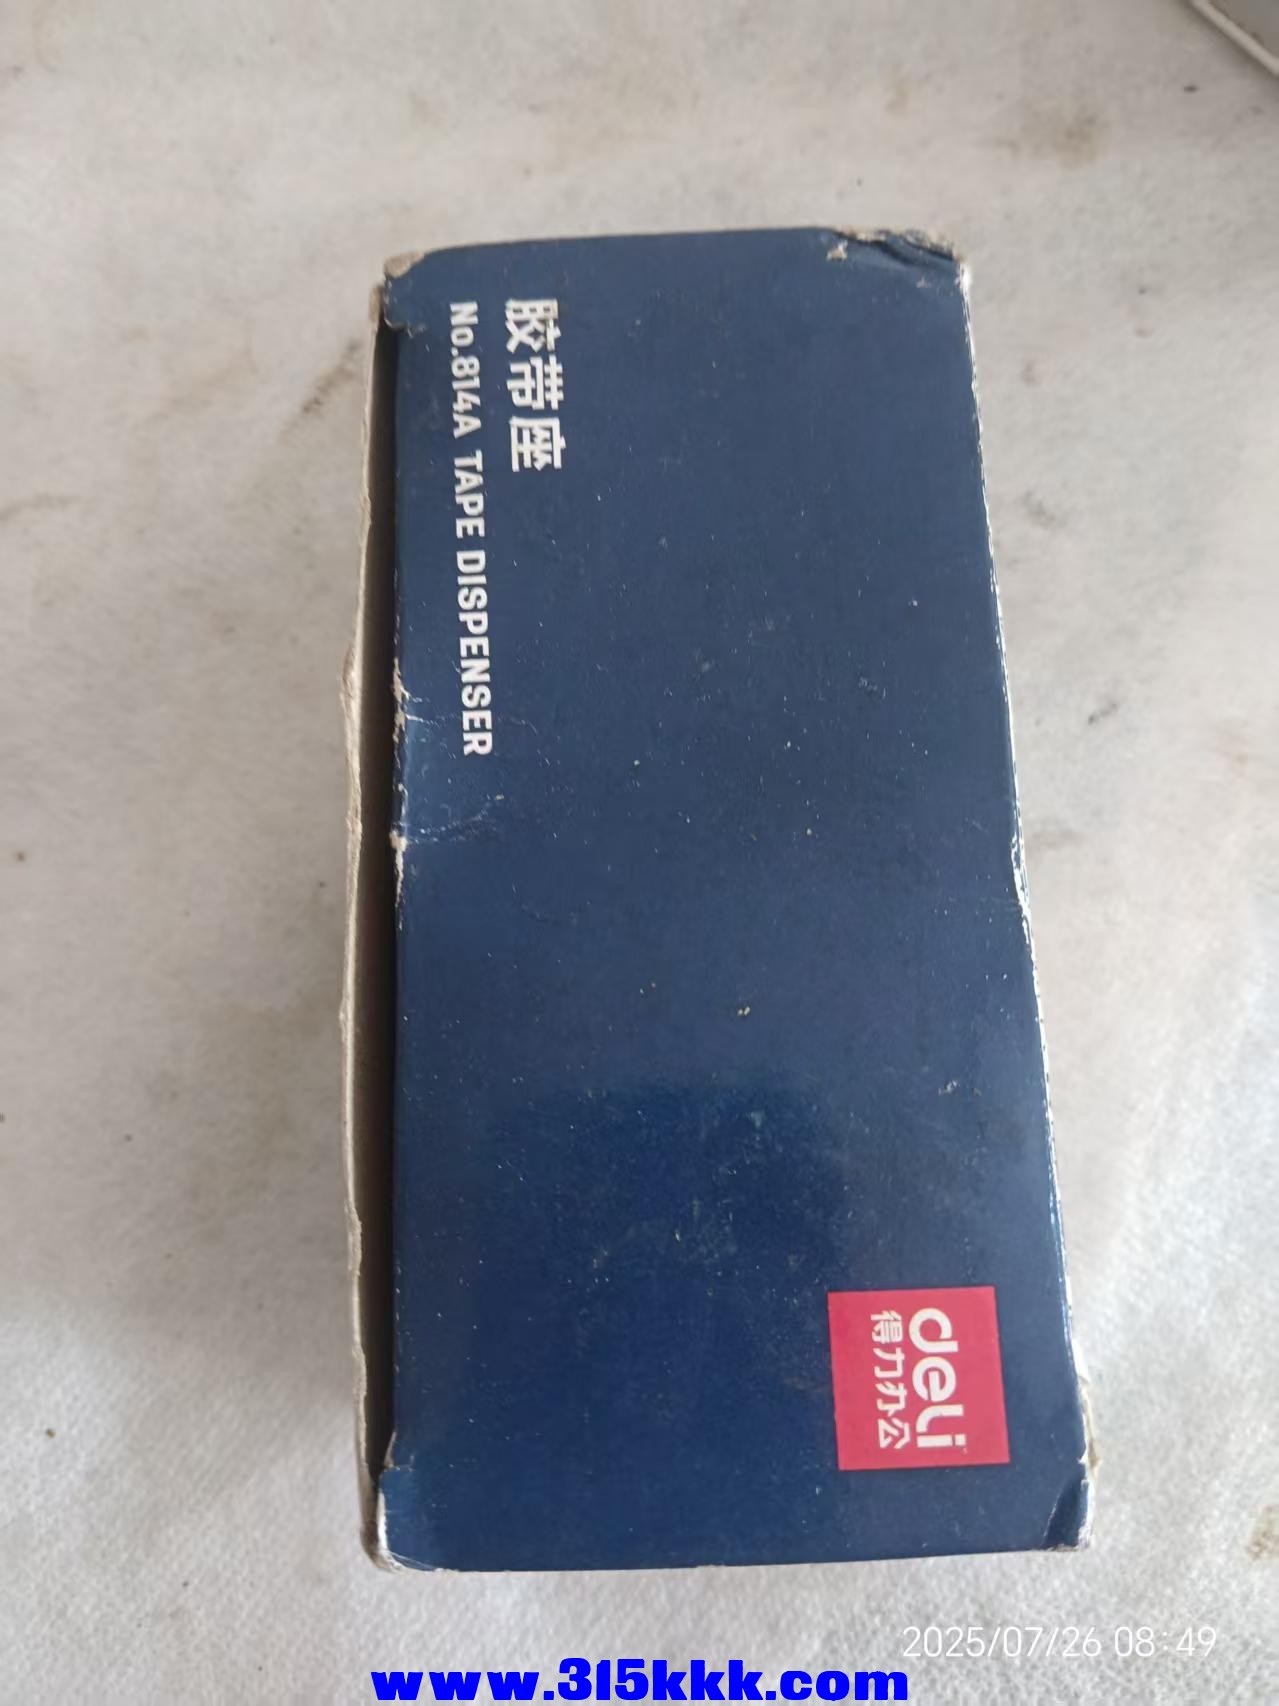 胶带座
No.814A TAPE DISPENSER
deli
得力办公
2025/07/26 08:49
www.315kkk.com